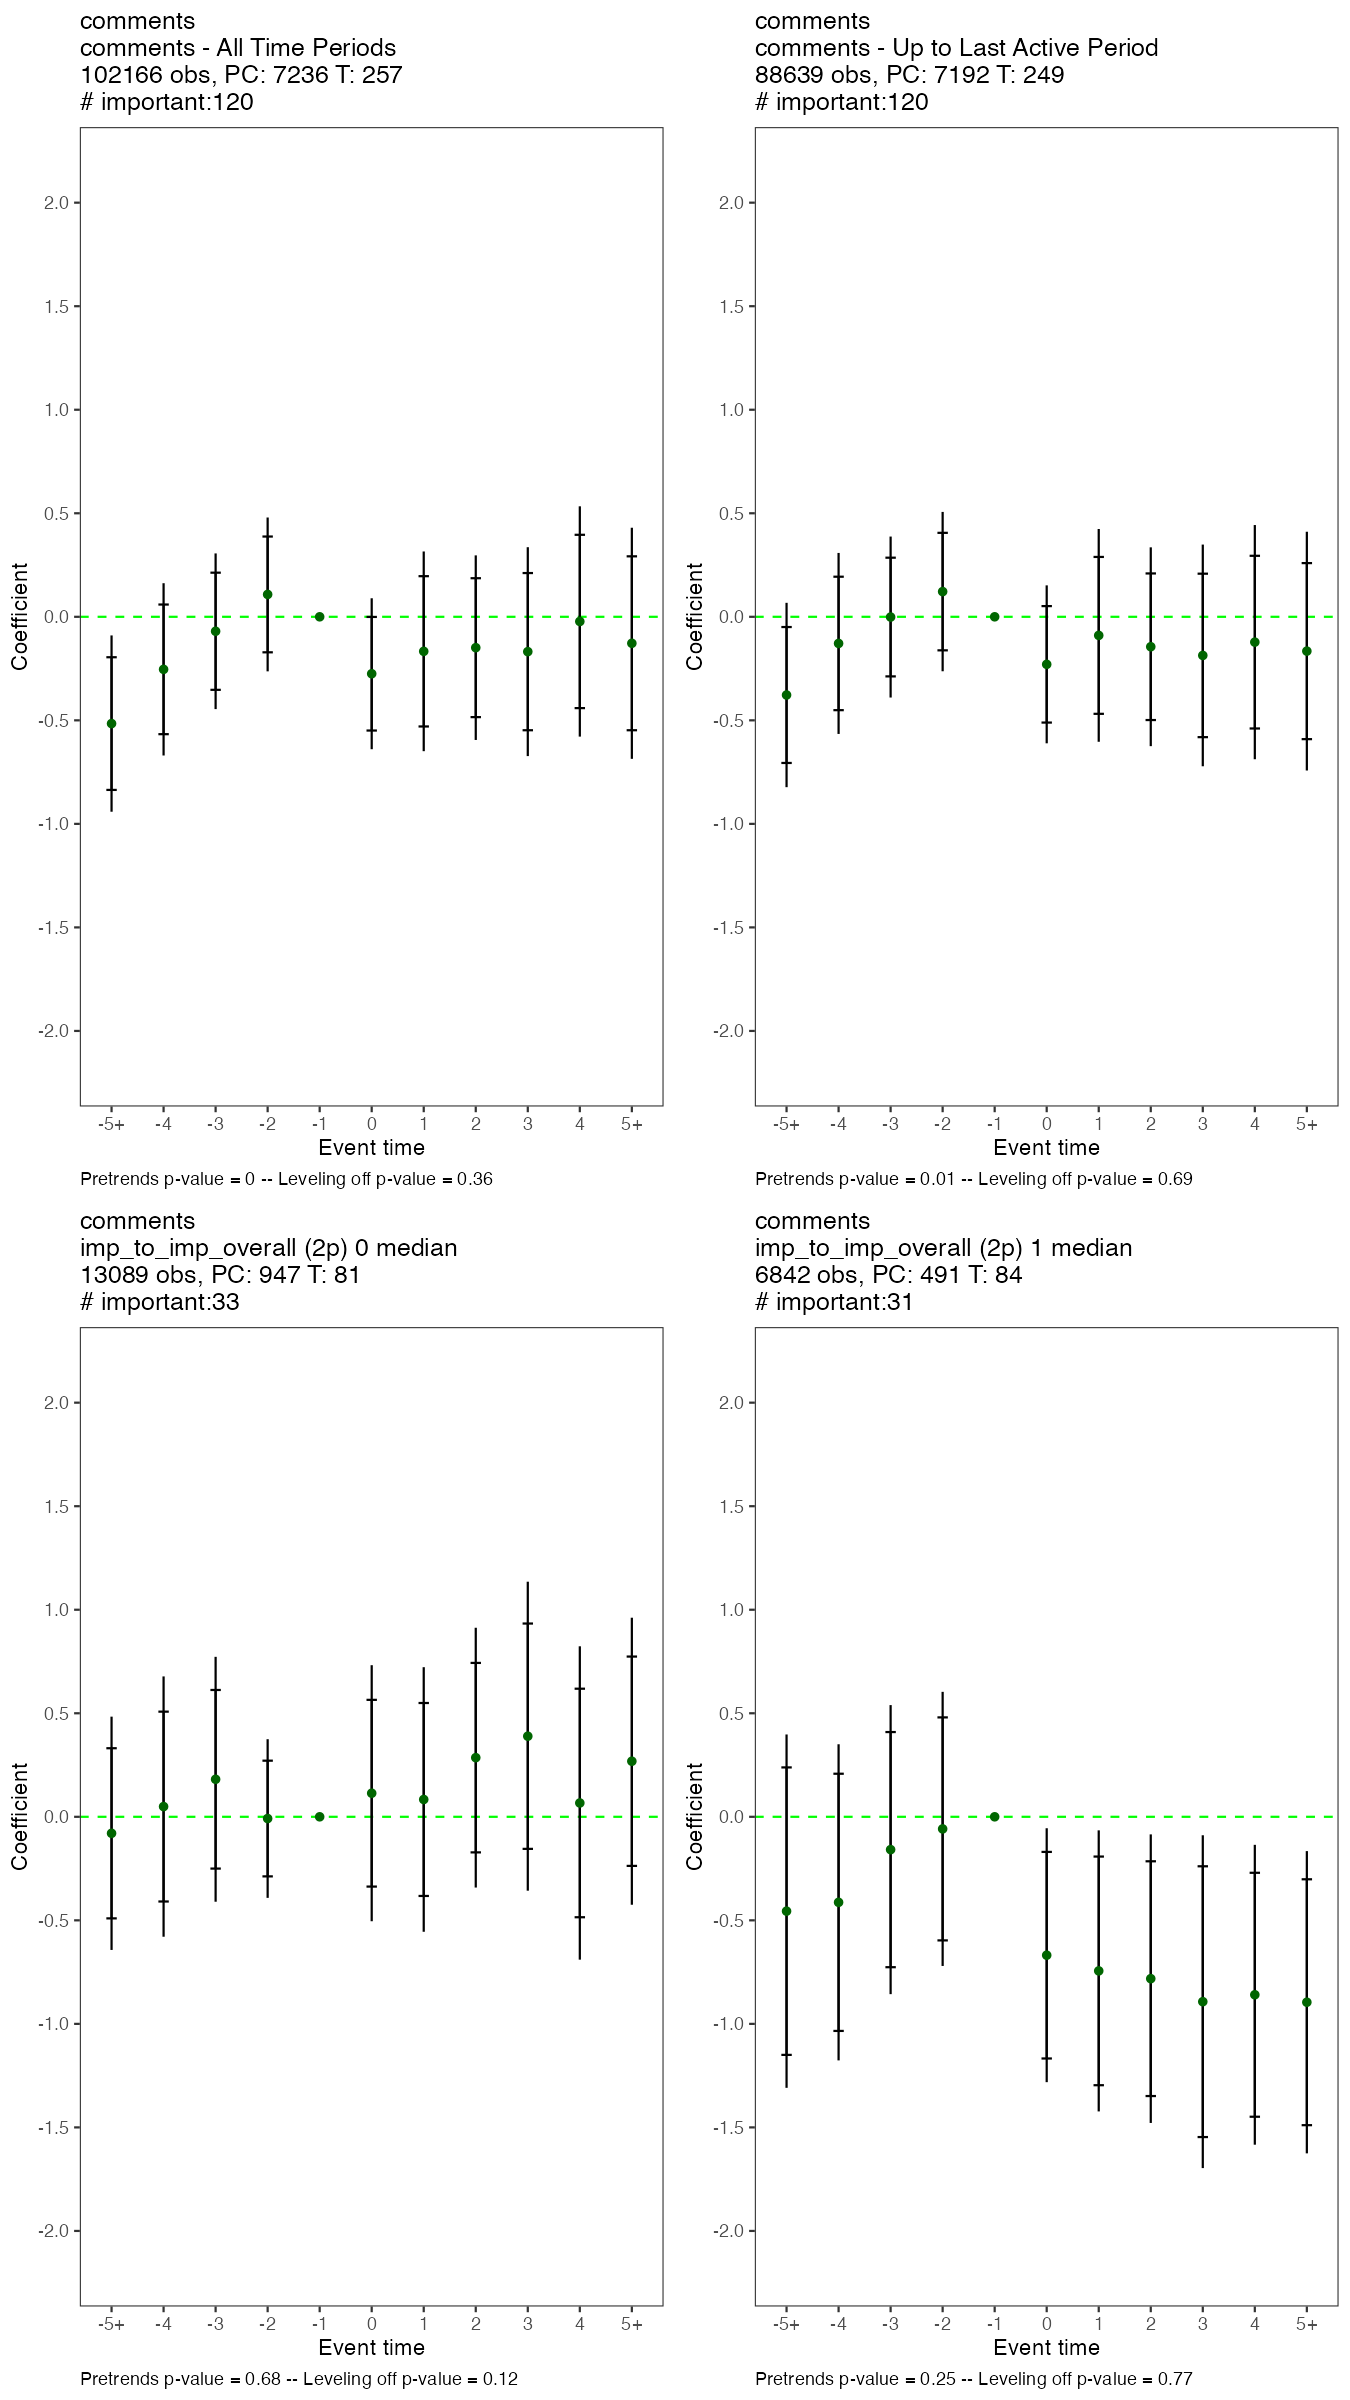 comments
comments - All Time Periods
102166 obs, PC: 7236 T: 257
# important:120
2.0
1.5
1.0
0.5
0.0
-0.5
-1.0
-1.5
-2.0
Coefficient
-5+ -4 -3 -2 -1 0 1 2 3 4 5+
Event time
Pretrends p-value = 0 -- Leveling off p-value = 0.36
comments
comments - Up to Last Active Period
88639 obs, PC: 7192 T: 249
# important:120
2.0
1.5
1.0
0.5
0.0
-0.5
-1.0
-1.5
-2.0
Coefficient
-5+ -4 -3 -2 -1 0 1 2 3 4 5+
Event time
Pretrends p-value = 0.01 -- Leveling off p-value = 0.69
comments
imp_to_imp_overall (2p) 0 median
13089 obs, PC: 947 T: 81
# important:33
2.0
1.5
1.0
0.5
0.0
-0.5
-1.0
-1.5
-2.0
Coefficient
-5+ -4 -3 -2 -1 0 1 2 3 4 5+
Event time
Pretrends p-value = 0.68 -- Leveling off p-value = 0.12
comments
imp_to_imp_overall (2p) 1 median
6842 obs, PC: 491 T: 84
# important:31
2.0
1.5
1.0
0.5
0.0
-0.5
-1.0
-1.5
-2.0
Coefficient
-5+ -4 -3 -2 -1 0 1 2 3 4 5+
Event time
Pretrends p-value = 0.25 -- Leveling off p-value = 0.77